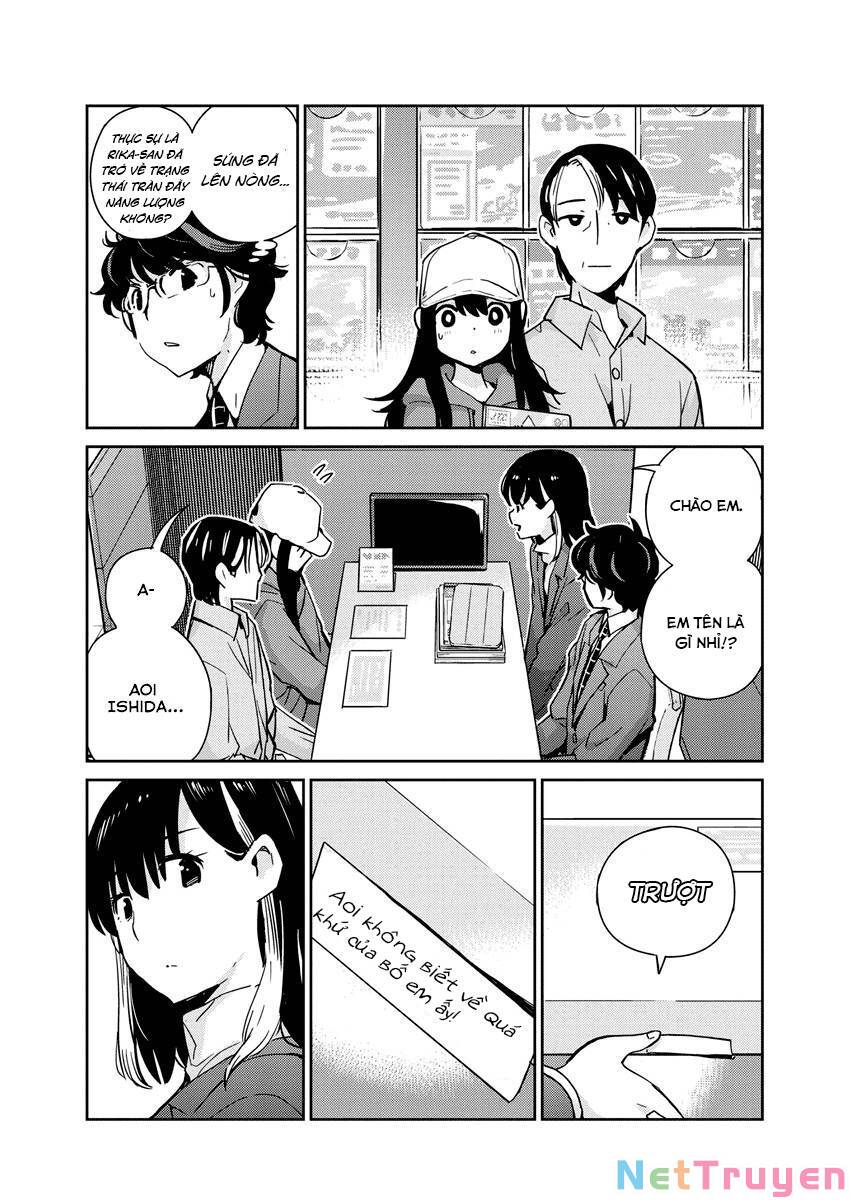 SÚNG ĐÃ
LÊN NÒNG...
THỰC SỰ LÀ
RIKA-SAN ĐÃ
TRỞ VỀ TRẠNG
THÁI TRÀN ĐẦY
NĂNG LƯỢNG
KHÔNG?
CHÀO EM.
EM TÊN LÀ
GÌ NHỈ!?
A-
AOI
ISHIDA...
TRƯỢT
Aoi không biết về quá
khứ của bố em ấy!
NetTruyen